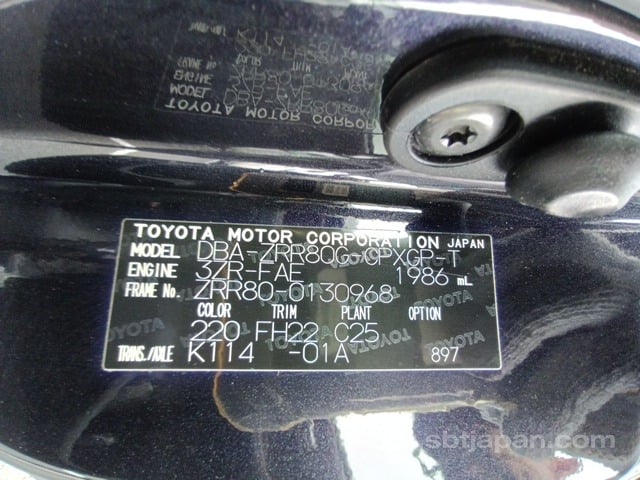 TOYOTA MOTOR CORPORATION JAPAN
MODEL DBA-ZRR80G-GPXGP-T
ENGINE 3ZR-FAE 1986 mL
FRAME No. ZRR80-0130968
COLOR TRIM PLANT OPTION
220 FH22 C25
TRANS./AXLE K114 -01A 897
sbtjapan.com